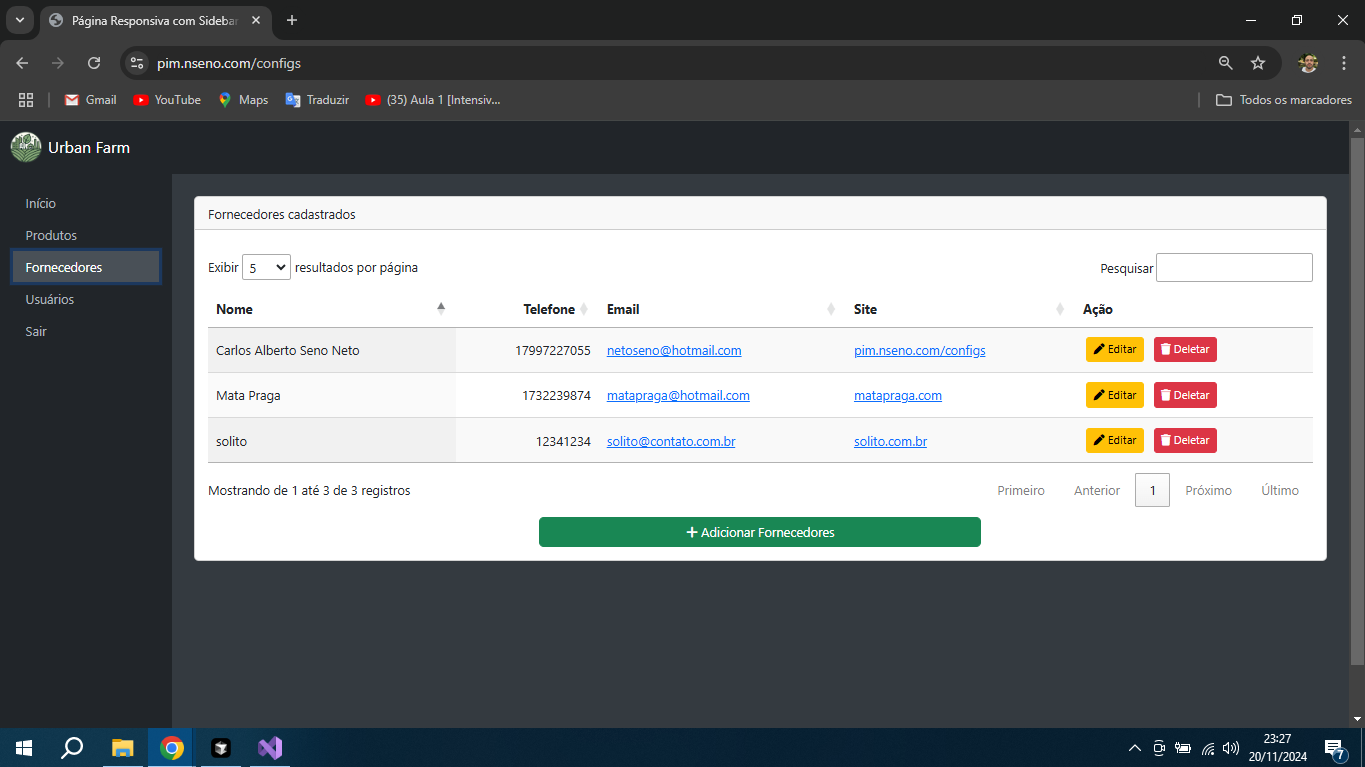 Página Responsiva com Sidebar
pim.nseno.com/configs
Gmail YouTube Maps Traduzir (35) Aula 1 [Intensiv... Todos os marcadores
Urban Farm
Início
Produtos
Fornecedores
Usuários
Sair
Fornecedores cadastrados
Exibir 5 resultados por página Pesquisar
Nome Telefone Email Site Ação
Carlos Alberto Seno Neto 17997227055 netoseno@hotmail.com pim.nseno.com/configs Editar Deletar
Mata Praga 1732239874 matapraga@hotmail.com matapraga.com Editar Deletar
solito 12341234 solito@contato.com.br solito.com.br Editar Deletar
Mostrando de 1 até 3 de 3 registros Primeiro Anterior 1 Próximo Último
+ Adicionar Fornecedores
23:27
20/11/2024
7